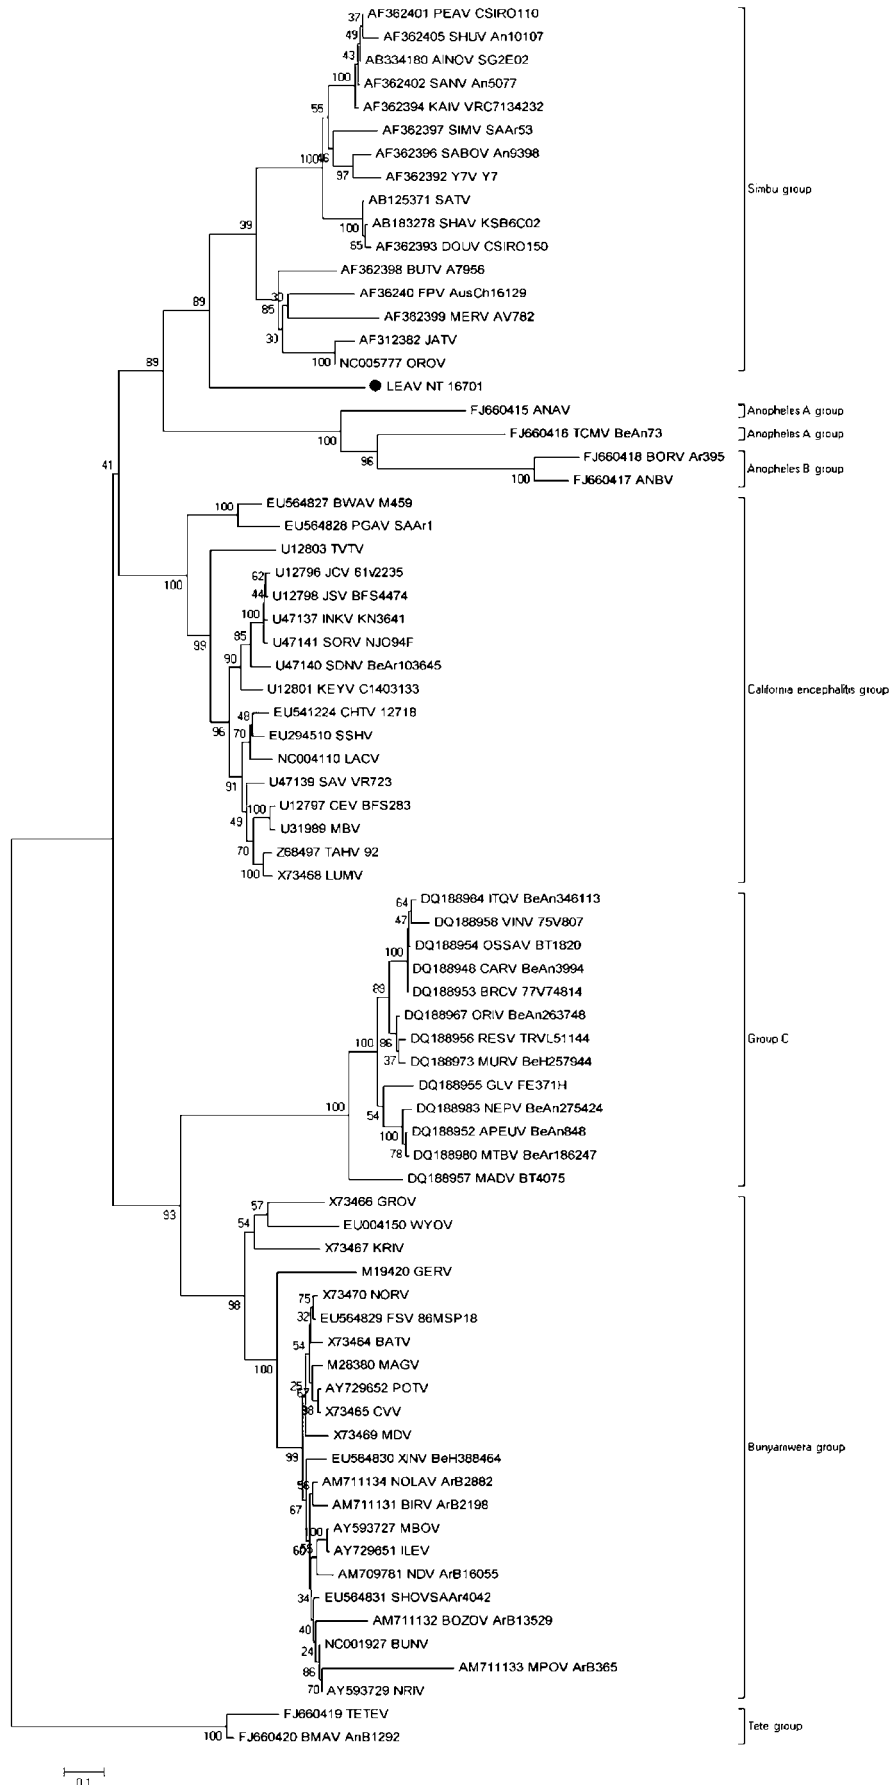 37
AF362401 PEAV CSIRO110
49
AF362405 SHUV An10107
43
AB334180 AINOV SG2E02
100
AF362402 SANV An5077
AF362394 KAIV VRC7134232
55
AF362397 SIMV SAAr53
100
46
AF362396 SABOV An9398
97
AF362392 Y7V Y7
Simbu group
AB125371 SATV
100
AB183278 SHAV KSB6C02
99
65
AF362393 DOUV CSIRO150
AF362398 BUTV A7956
30
AF36240 FPV AusCh16129
89
85
AF362399 MERV AV782
30
AF312382 JATV
100
NC005777 OROV
89
LEAV NT 16701
FJ660415 ANAV
Anopheles A group
100
FJ660416 TCMV BeAn73
Anopheles A group
96
FJ660418 BORV Ar395
41
Anopheles B group
100
FJ660417 ANBV
100
EU564827 BWAV M459
EU564828 PGAV SAAr1
U12803 TVTV
100
62
U12796 JCV 61v2235
44
U12798 JSV BFS4474
100
U47137 INKV KN3641
99
85
U47141 SORV NJO94F
90
U47140 SDNV BeAr103645
U12801 KEYV C1403133
California encephalitis group
48
EU541224 CHTV 12718
96
70
EU294510 SSHV
NC004110 LACV
91
U47139 SAV VR723
100
U12797 CEV BFS283
49
U31989 MBV
70
Z68497 TAHV 92
100
X73468 LUMV
64
DQ188984 ITQV BeAn346113
47
DQ188958 VINV 75V807
DQ188954 OSSAV BT1820
100
DQ188948 CARV BeAn3994
89
DQ188953 BRCV 77V74814
DQ188967 ORIV BeAn263748
100
86
DQ188956 RESV TRVL51144
Group C
37
DQ188973 MURV BeH257944
DQ188955 GLV FE371H
100
54
DQ188983 NEPV BeAn275424
100
DQ188952 APEUV BeAn848
78
DQ188980 MTBV BeAr186247
DQ188957 MADV BT4075
93
57
X73466 GROV
54
EU004150 WYOV
X73467 KRIV
M19420 GERV
98
75
X73470 NORV
32
EU564829 FSV 86MSP18
54
X73464 BATV
100
M28380 MAGV
25
67
AY729652 POTV
98
X73465 CVV
X73469 MDV
Bunyamwera group
99
EU564830 XINV BeH388464
56
AM711134 NOLAV ArB2882
67
AM711131 BIRV ArB2198
100
AY593727 MBOV
AY729651 ILEV
AM709781 NDV ArB16055
34
EU564831 SHOVSAAr4042
40
AM711132 BOZOV ArB13529
24
NC001927 BUNV
86
AM711133 MPOV ArB365
70
AY593729 NRIV
FJ660419 TETEV
Tete group
100
FJ660420 BMAV AnB1292
0.1